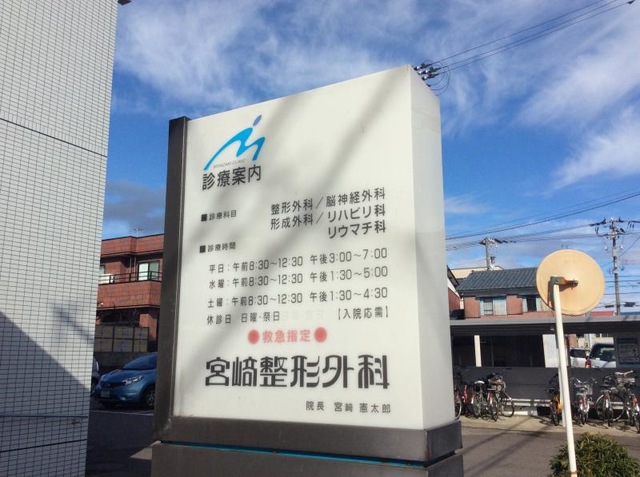 MIYAZAKI CLINIC
診療案内
■診療科目 整形外科/脳神経外科
形成外科/リハビリ科
リウマチ科
■診療時間
平日:午前8:30~12:30 午後3:00~7:00
水曜:午前8:30~12:30 午後1:30~5:00
土曜:午前8:30~12:30 午後1:30~4:30
休診日 日曜・祭日 【入院応需】
●救急指定●
宮﨑整形外科
院長 宮﨑 憲太郎